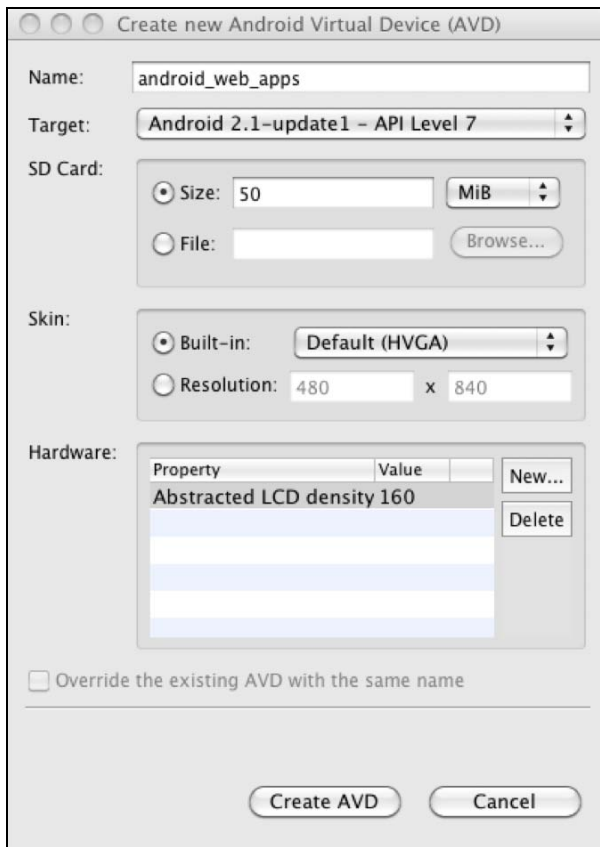 Create new Android Virtual Device (AVD)
Name: android_web_apps
Target: Android 2.1-update1 – API Level 7
SD Card:
Size: 50 MiB
File: Browse...
Skin:
Built-in: Default (HVGA)
Resolution: 480 x 840
Hardware:
Property Value New...
Abstracted LCD density 160
Delete
Override the existing AVD with the same name
Create AVD Cancel